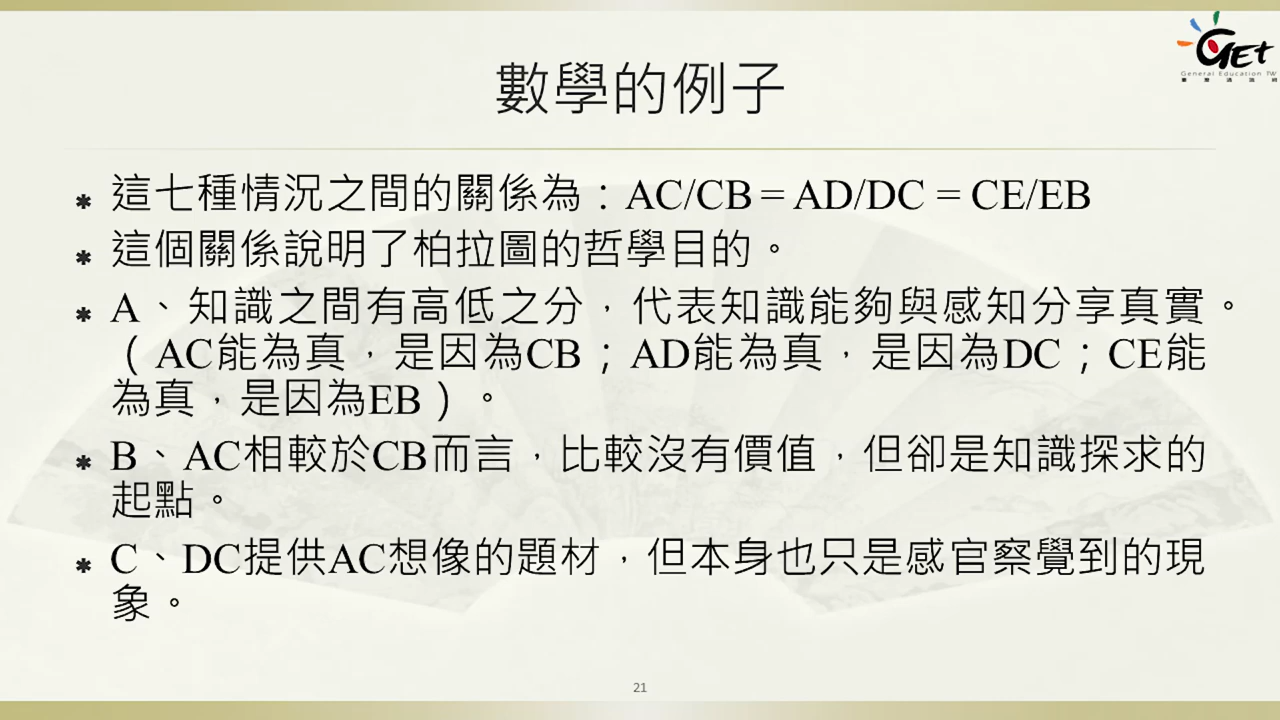 GET
General Education TW
數學的例子
* 這七種情況之間的關係為：AC/CB＝AD/DC＝CE/EB
* 這個關係說明了柏拉圖的哲學目的。
* A、知識之間有高低之分，代表知識能夠與感知分享真實。
（AC能為真，是因為CB；AD能為真，是因為DC；CE能
為真，是因為EB）。
* B、AC相較於CB而言，比較沒有價值，但卻是知識探求的
起點。
* C、DC提供AC想像的題材，但本身也只是感官察覺到的現
象。
21